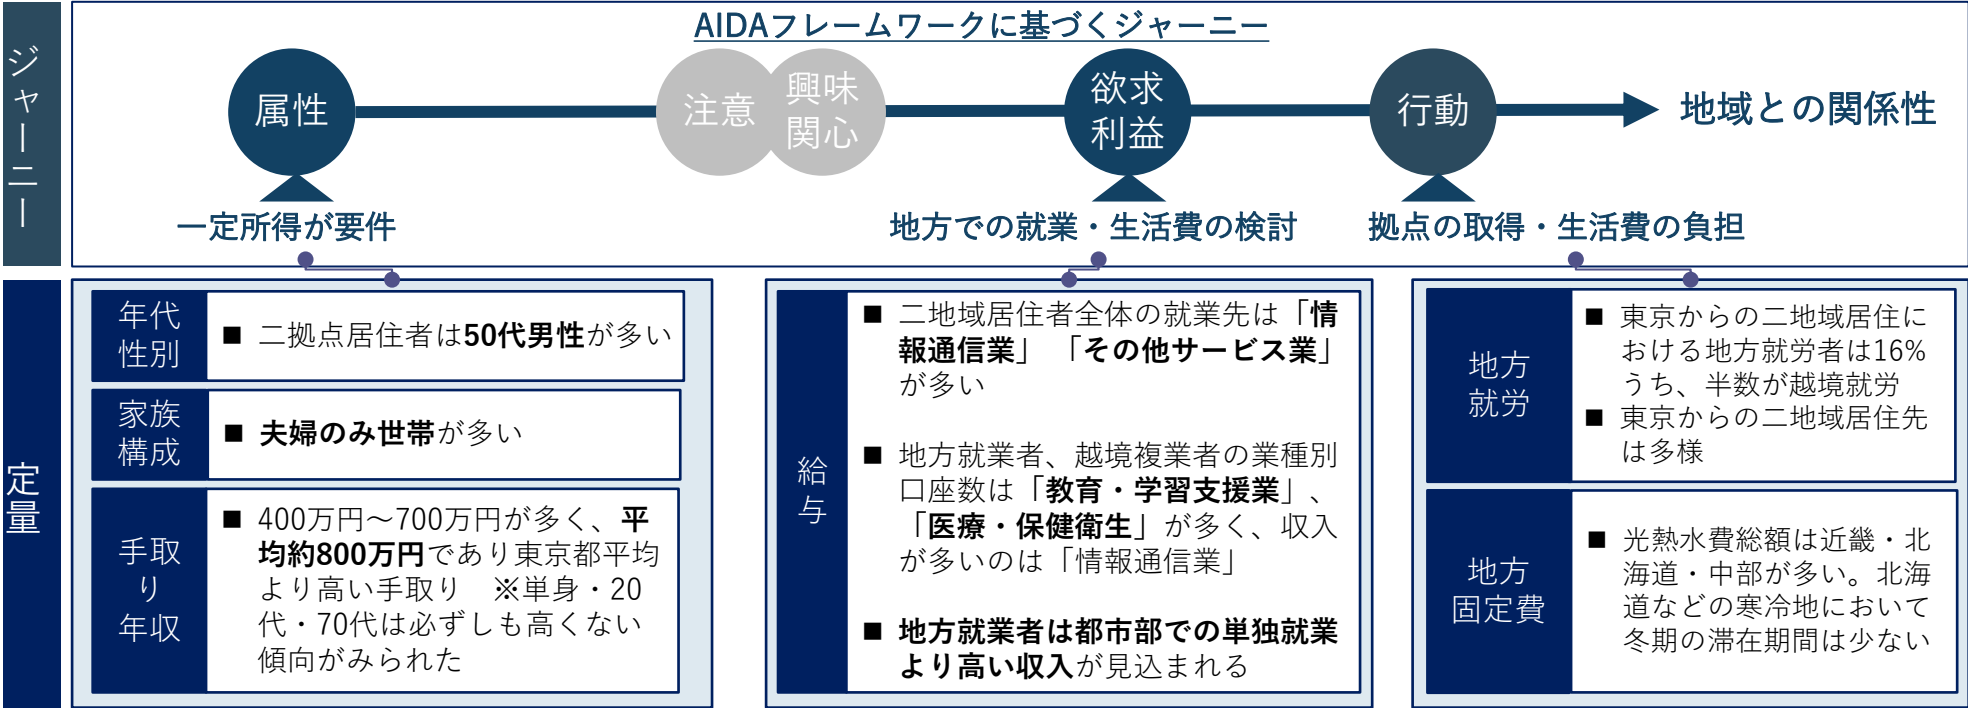 ジャーニー
AIDAフレームワークに基づくジャーニー
属性
注意
興味
関心
欲求
利益
行動
地域との関係性
一定所得が要件
地方での就業・生活費の検討
拠点の取得・生活費の負担
定量
年代
性別
■ 二拠点居住者は50代男性が多い
家族
構成
■ 夫婦のみ世帯が多い
手取
り
年収
■ 400万円～700万円が多く、平
均約800万円であり東京都平均
より高い手取り　※単身・20
代・70代は必ずしも高くない
傾向がみられた
給
与
■ 二地域居住者全体の就業先は「情
報通信業」 「その他サービス業」
が多い
■ 地方就業者、越境複業者の業種別
口座数は「教育・学習支援業」、
「医療・保健衛生」が多く、収入
が多いのは「情報通信業」
■ 地方就業者は都市部での単独就業
より高い収入が見込まれる
地方
就労
■ 東京からの二地域居住に
おける地方就労者は16%
うち、半数が越境就労
■ 東京からの二地域居住先
は多様
地方
固定費
■ 光熱水費総額は近畿・北
海道・中部が多い。北海
道などの寒冷地において
冬期の滞在期間は少ない